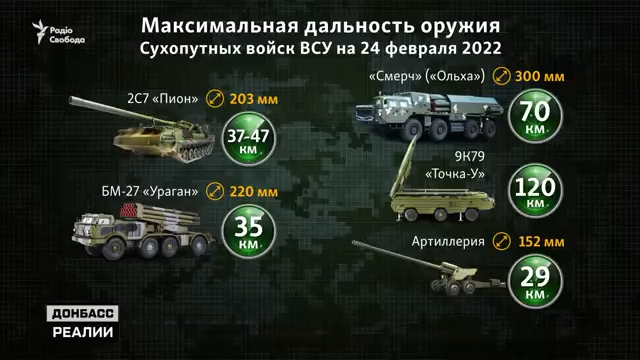 Радіо
Свобода
Максимальная дальность оружия
Сухопутных войск ВСУ на 24 февраля 2022
2С7 «Пион» 203 мм
37-47
КМ
БМ-27 «Ураган» 220 мм
35
КМ
«Смерч» («Ольха») 300 мм
70
КМ
9К79
«Точка-У»
120
КМ
Артиллерия 152 мм
29
КМ
ДОНБАСС
РЕАЛИИ